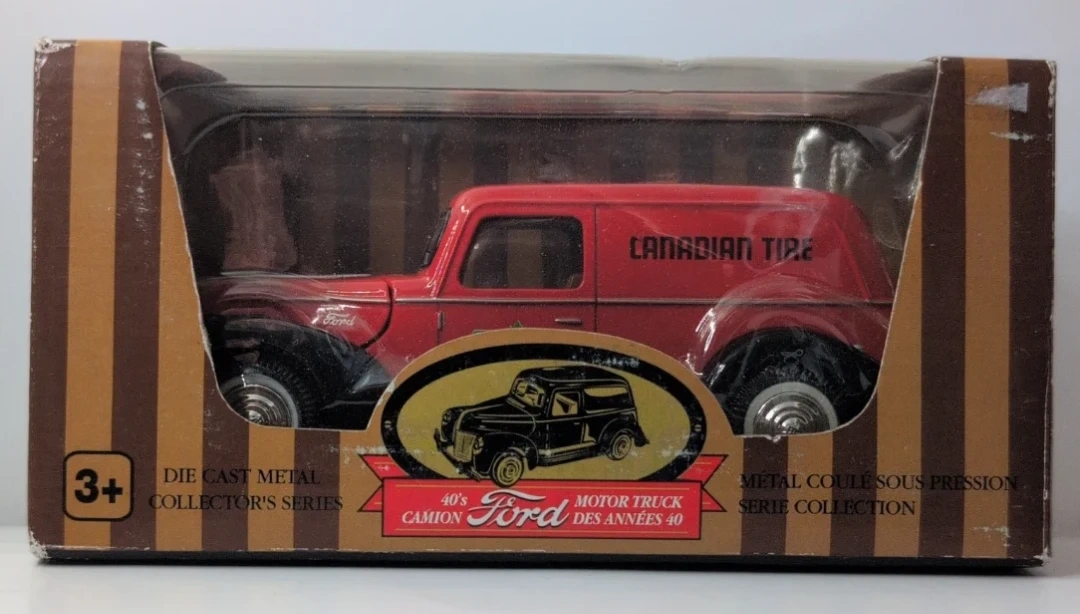 CANADIAN TIRE
Ford
3+
DIE CAST METAL
COLLECTOR'S SERIES
40's Ford MOTOR TRUCK
CAMION DES ANNÉES 40
MÉTAL COULÉ SOUS PRESSION
SERIE COLLECTION